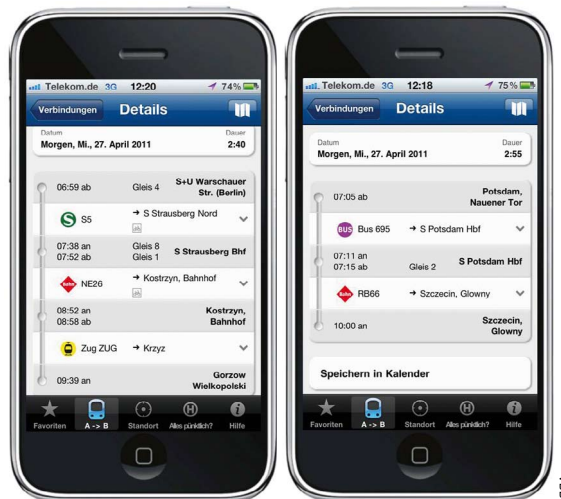 Telekom.de 3G 12:20 74%
Verbindungen Details
Datum Dauer
Morgen, Mi., 27. April 2011 2:40
06:59 ab Gleis 4 S+U Warschauer
Str. (Berlin)
S S5 → S Strausberg Nord
07:38 an Gleis 8 S Strausberg Bhf
07:52 ab Gleis 1
Bahn NE26 → Kostrzyn, Bahnhof
08:52 an Kostrzyn,
08:58 ab Bahnhof
Zug ZUG → Krzyz
09:39 an Gorzow
Wielkopolski
Favoriten A -> B Standort Alles pünktlich? Hilfe
Telekom.de 3G 12:18 75%
Verbindungen Details
Datum Dauer
Morgen, Mi., 27. April 2011 2:55
07:05 ab Potsdam,
Nauener Tor
BUS Bus 695 → S Potsdam Hbf
07:11 an S Potsdam Hbf
07:15 ab Gleis 2
Bahn RB66 → Szczecin, Glowny
10:00 an Szczecin,
Glowny
Speichern in Kalender
Favoriten A -> B Standort Alles pünktlich? Hilfe